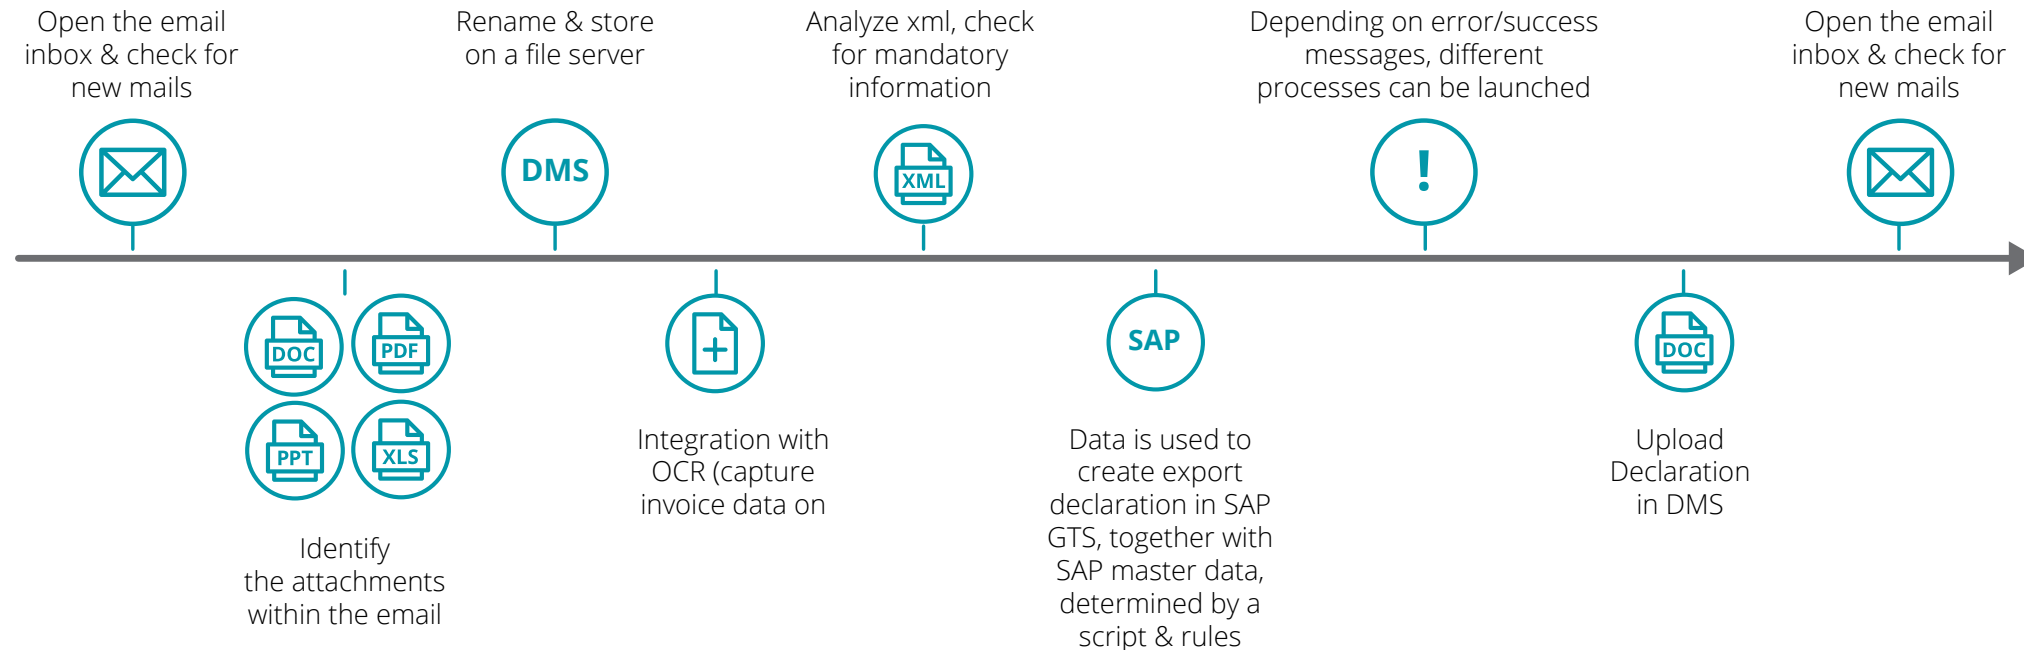 Open the email
inbox & check for
new mails
Rename & store
on a file server
Analyze xml, check
for mandatory
information
Depending on error/success
messages, different
processes can be launched
Open the email
inbox & check for
new mails
DMS
XML
!
DOC
PDF
PPT
XLS
Identify
the attachments
within the email
Integration with
OCR (capture
invoice data on
SAP
Data is used to
create export
declaration in SAP
GTS, together with
SAP master data,
determined by a
script & rules
DOC
Upload
Declaration
in DMS